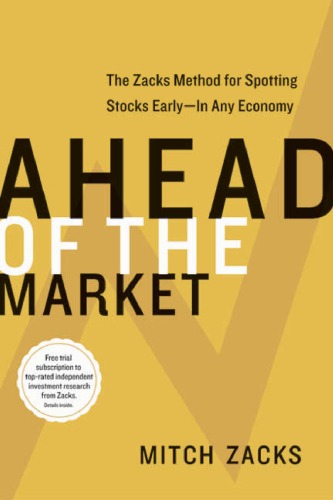 The Zacks Method for Spotting
Stocks Early—In Any Economy
AHEAD
OF THE
MARKET
Free trial
subscription to
top-rated independent
investment research
from Zacks.
Details inside.
MITCH ZACKS